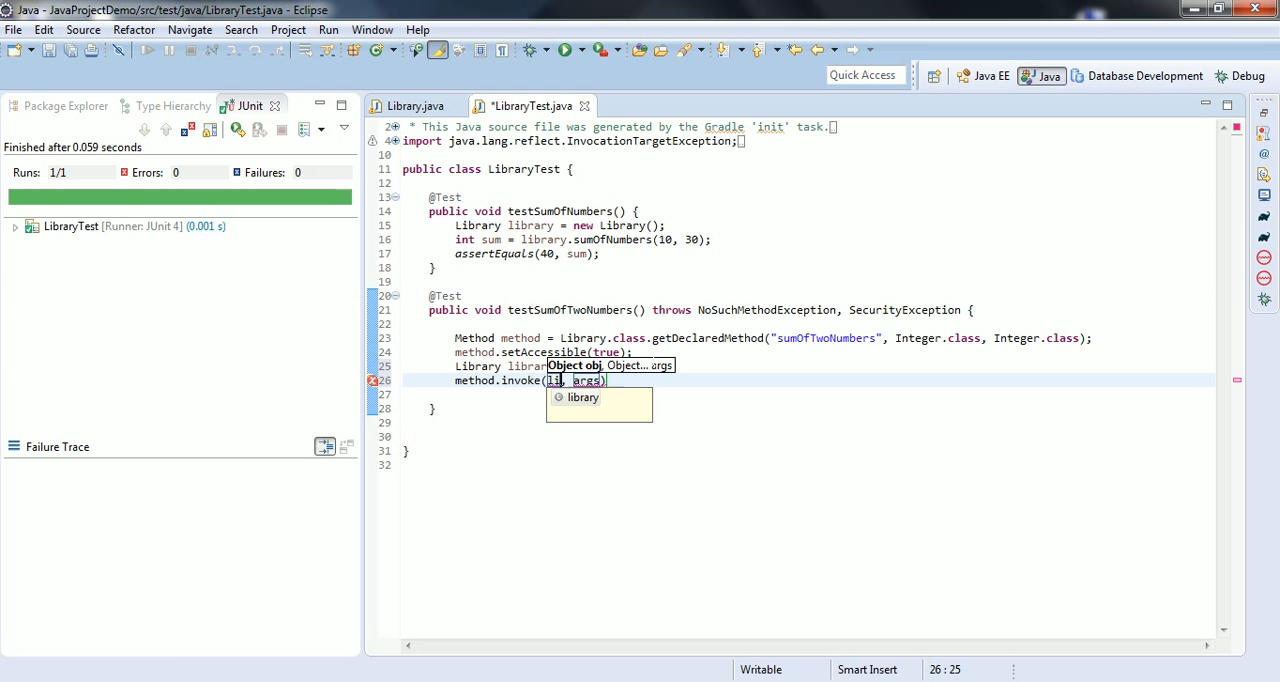 Java - JavaProjectDemo/src/test/java/LibraryTest.java - Eclipse
File Edit Source Refactor Navigate Search Project Run Window Help
Quick Access Java EE Java Database Development Debug
Package Explorer Type Hierarchy JUnit
Finished after 0.059 seconds
Runs: 1/1 Errors: 0 Failures: 0
LibraryTest [Runner: JUnit 4] (0.001 s)
Failure Trace
Library.java *LibraryTest.java
2 * This Java source file was generated by the Gradle 'init' task.
4 import java.lang.reflect.InvocationTargetException;
10
11 public class LibraryTest {
12
13 @Test
14 public void testSumOfNumbers() {
15 Library library = new Library();
16 int sum = library.sumOfNumbers(10, 30);
17 assertEquals(40, sum);
18 }
19
20 @Test
21 public void testSumOfTwoNumbers() throws NoSuchMethodException, SecurityException {
22
23 Method method = Library.class.getDeclaredMethod("sumOfTwoNumbers", Integer.class, Integer.class);
24 method.setAccessible(true);
25 Library librar
Object obj, Object... args
26 method.invoke(li, args)
library
27
28 }
29
30
31 }
32
Writable Smart Insert 26 : 25